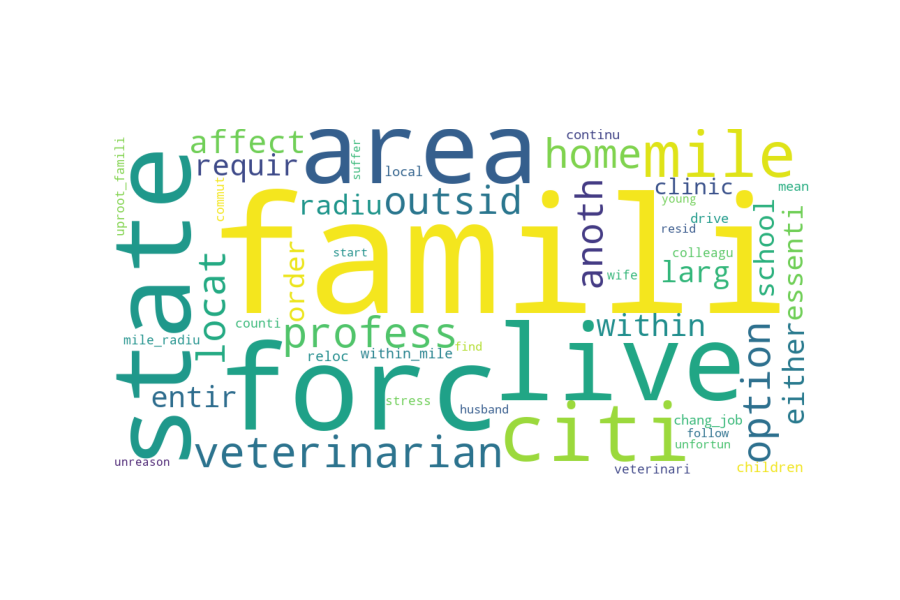 continu
affect
area
home
mile
requir
suffer
local
clinic
mean
uproot_famili
commut
radiu
outsid
anoth
young
drive
resid
school
essenti
state
famili
order
start
colleagu
wife
larg
locat
counti
profess
within
mile_radiu
reloc
within_mile
find
forc
live
option
either
entir
stress
husband
citi
chang_job
follow
unfortun
veterinarian
unreason
veterinari
children